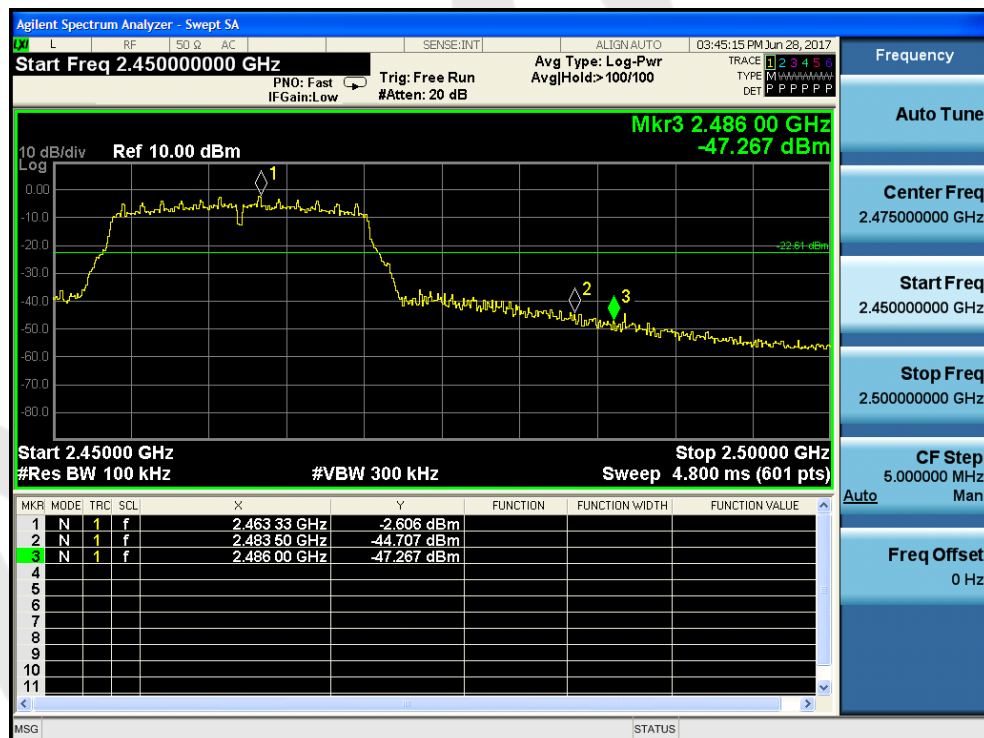 Agilent Spectrum Analyzer - Swept SA
LXI L RF 50 Ω AC SENSE:INT ALIGN AUTO 03:45:15 PM Jun 28, 2017
Start Freq 2.450000000 GHz
PNO: Fast
IFGain:Low
Trig: Free Run
#Atten: 20 dB
Avg Type: Log-Pwr
Avg|Hold:>100/100
TRACE 1 2 3 4 5 6
TYPE M W W W W W
DET P P P P P P
Mkr3 2.486 00 GHz
-47.267 dBm
10 dB/div Ref 10.00 dBm
Log
0.00
-10.0
-20.0
-30.0
-40.0
-50.0
-60.0
-70.0
-80.0
1
2
3
-22.61 dBm
Start 2.45000 GHz Stop 2.50000 GHz
#Res BW 100 kHz #VBW 300 kHz Sweep 4.800 ms (601 pts)
MKR MODE TRC SCL X Y FUNCTION FUNCTION WIDTH FUNCTION VALUE
1 N 1 f 2.463 33 GHz -2.606 dBm
2 N 1 f 2.483 50 GHz -44.707 dBm
3 N 1 f 2.486 00 GHz -47.267 dBm
4
5
6
7
8
9
10
11
MSG STATUS
Frequency
Auto Tune
Center Freq
2.475000000 GHz
Start Freq
2.450000000 GHz
Stop Freq
2.500000000 GHz
CF Step
5.000000 MHz
Auto Man
Freq Offset
0 Hz